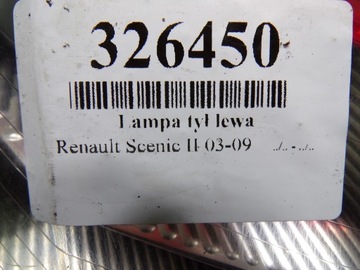 326450
Lampa tył lewa
Renault Scenic II 03-09 ../.. - ../..